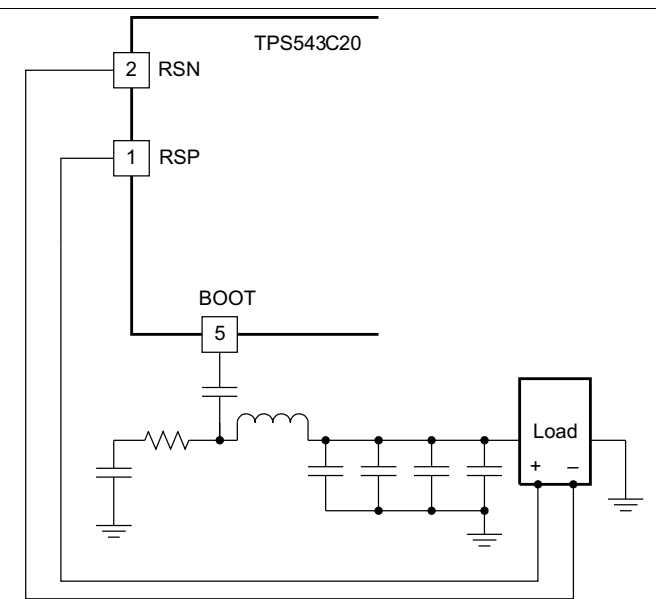 TPS543C20
2 RSN
1 RSP
BOOT
5
Load
+ –